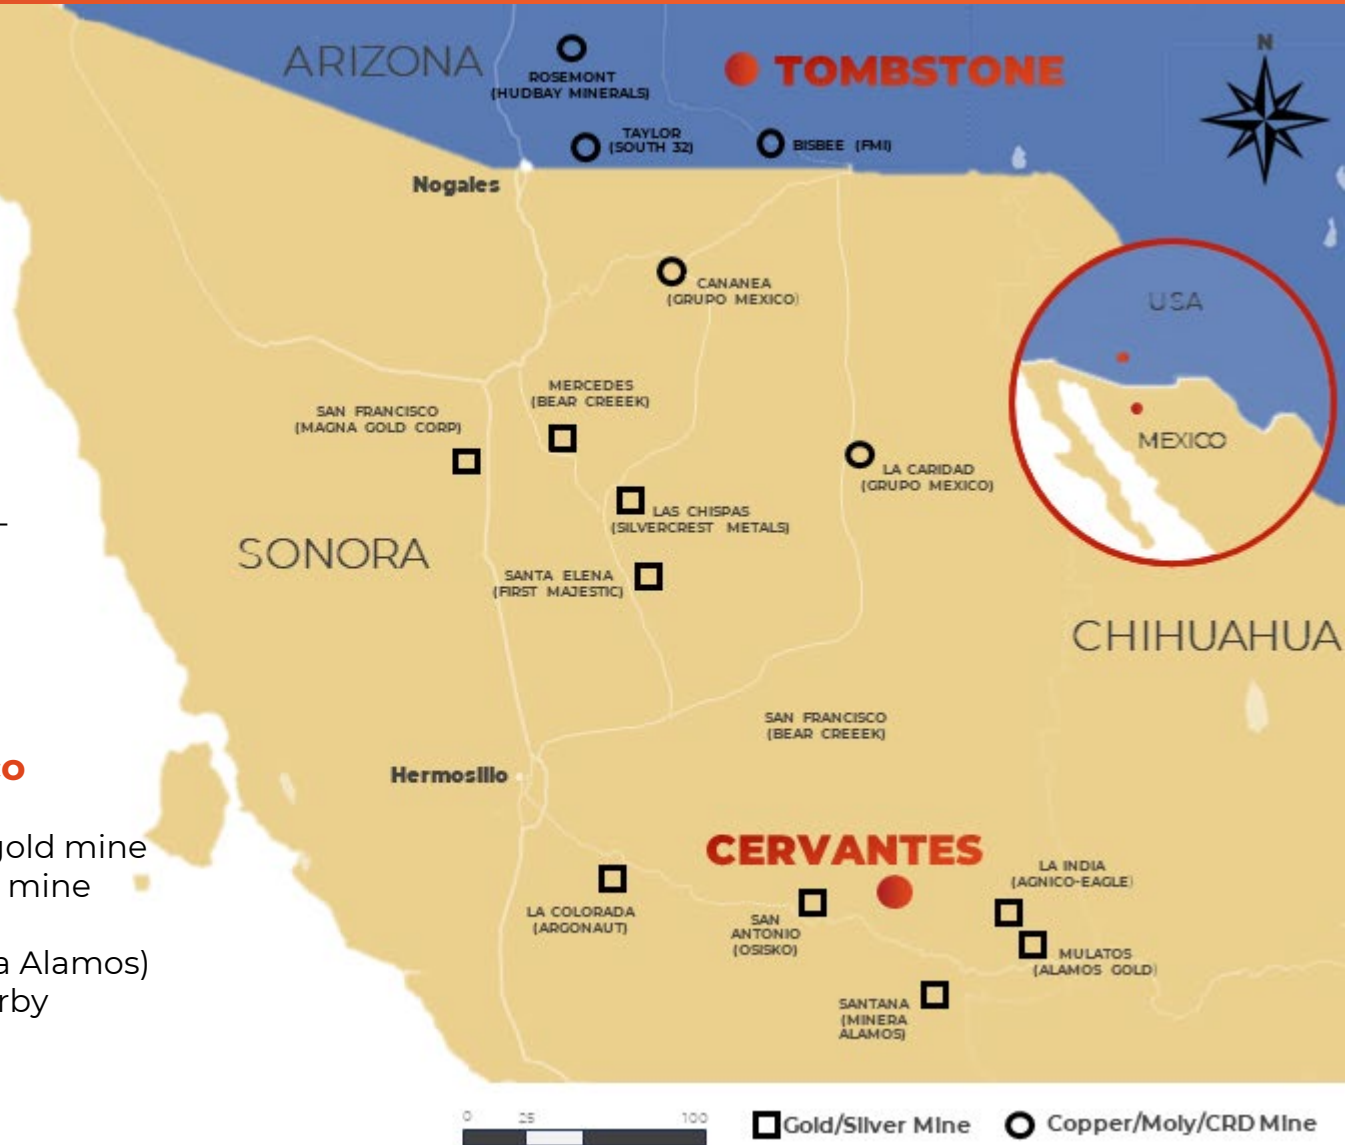 ARIZONA
ROSEMONT
(HUDBAY MINERALS)
TOMBSTONE
N
TAYLOR
(SOUTH 32)
BISBEE (FMI)
Nogales
CANANEA
(GRUPO MEXICO)
USA
MEXICO
MERCEDES
(BEAR CREEEK)
SAN FRANCISCO
(MAGNA GOLD CORP)
LA CARIDAD
(GRUPO MEXICO)
LAS CHISPAS
(SILVERCREST METALS)
SONORA
SANTA ELENA
(FIRST MAJESTIC)
CHIHUAHUA
SAN FRANCISCO
(BEAR CREEEK)
Hermosillo
CERVANTES
LA INDIA
(AGNICO-EAGLE)
LA COLORADA
(ARGONAUT)
SAN
ANTONIO
(OSISKO)
MULATOS
(ALAMOS GOLD)
SANTANA
(MINERA
ALAMOS)
gold mine
mine
a Alamos)
rby
0 25 100
Gold/Silver Mine
Copper/Moly/CRD Mine